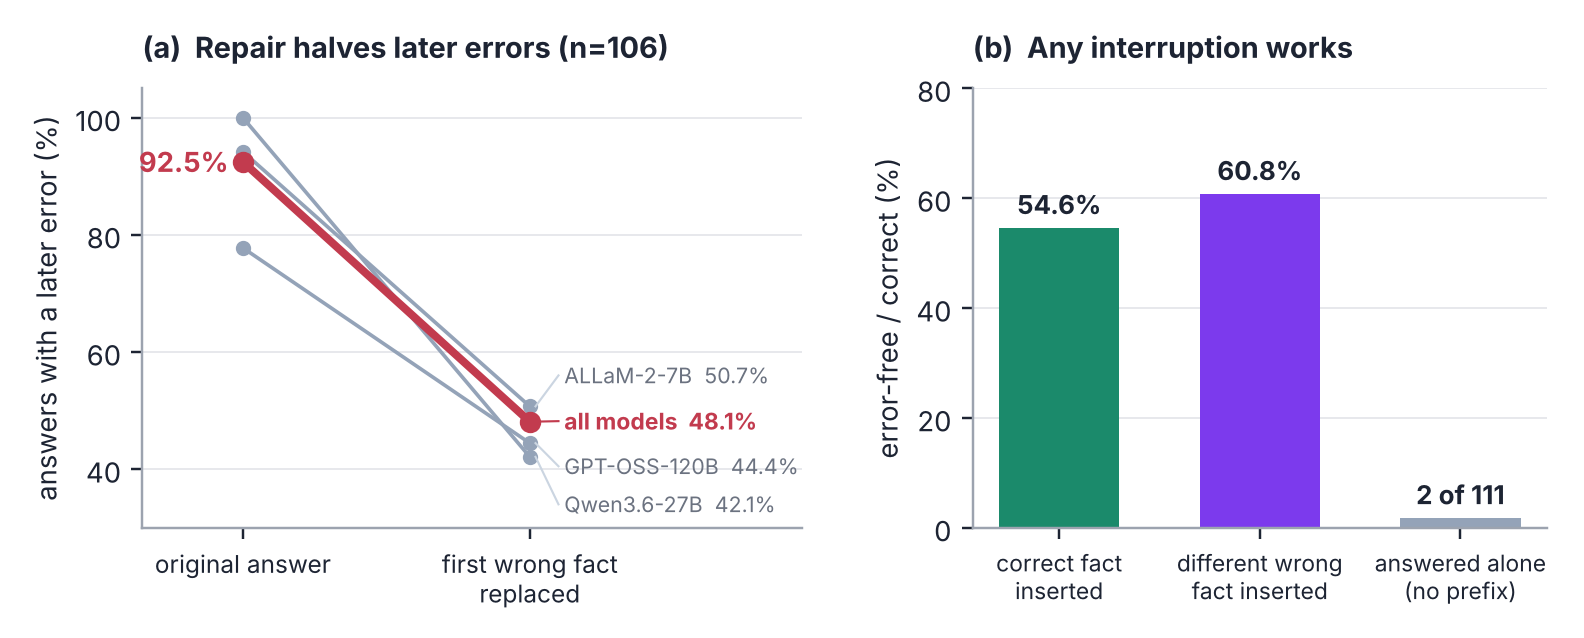 (a) Repair halves later errors (n=106)
answers with a later error (%)
100
80
60
40
92.5%
ALLaM-2-7B 50.7%
all models 48.1%
GPT-OSS-120B 44.4%
Qwen3.6-27B 42.1%
original answer
first wrong fact
replaced
(b) Any interruption works
error-free / correct (%)
80
60
40
20
0
54.6%
60.8%
2 of 111
correct fact
inserted
different wrong
fact inserted
answered alone
(no prefix)